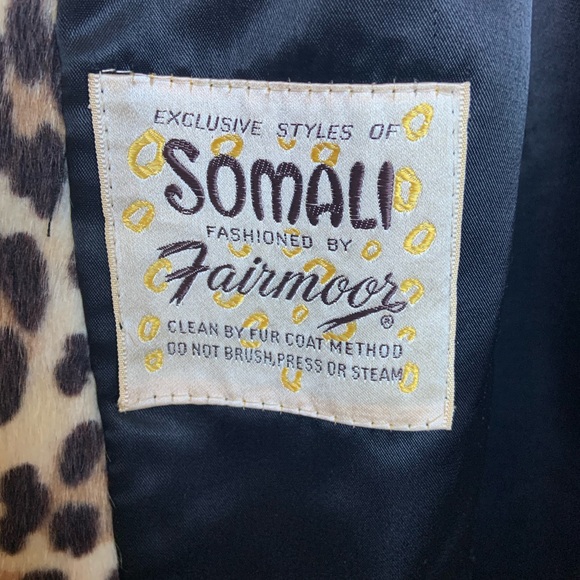 EXCLUSIVE STYLES OF
SOMALI
FASHIONED BY
Fairmoor®
CLEAN BY FUR COAT METHOD
DO NOT BRUSH, PRESS OR STEAM